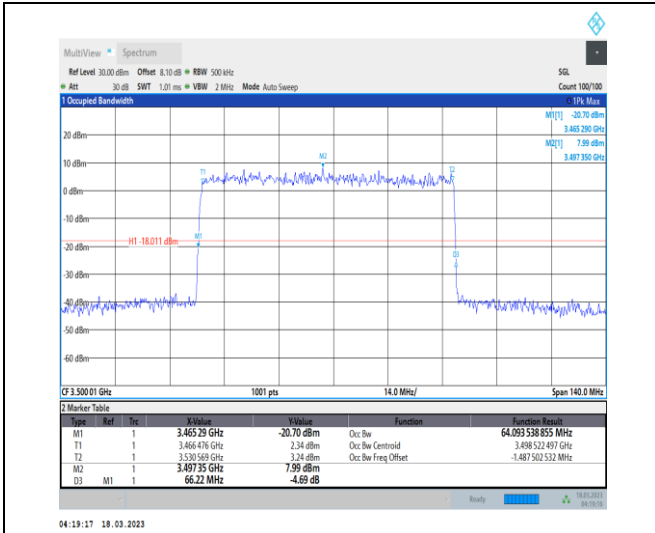 MultiView Spectrum
Ref Level 30.00 dBm Offset 8.10 dB RBW 500 kHz SGL
Att 30 dB SWT 1.01 ms VBW 2 MHz Mode Auto Sweep Count 100/100
1 Occupied Bandwidth 1Pk Max
M1[1] -20.70 dBm
3.465 290 GHz
M2[1] 7.99 dBm
3.497 350 GHz
20 dBm
10 dBm
T1 M2 T2
0 dBm
-10 dBm
H1 -18.011 dBm M1
-20 dBm
D3
-30 dBm
-40 dBm
-50 dBm
-60 dBm
CF 3.500 01 GHz 1001 pts 14.0 MHz/ Span 140.0 MHz
2 Marker Table
Type Ref Trc X-Value Y-Value Function Function Result
M1 1 3.465 29 GHz -20.70 dBm Occ Bw 64.093 538 855 MHz
T1 1 3.466 476 GHz 2.34 dBm Occ Bw Centroid 3.498 522 497 GHz
T2 1 3.530 569 GHz 3.24 dBm Occ Bw Freq Offset -1.487 502 532 MHz
M2 1 3.497 35 GHz 7.99 dBm
D3 M1 1 66.22 MHz -4.69 dB
Ready 18.03.2023
04:19:16
04:19:17 18.03.2023